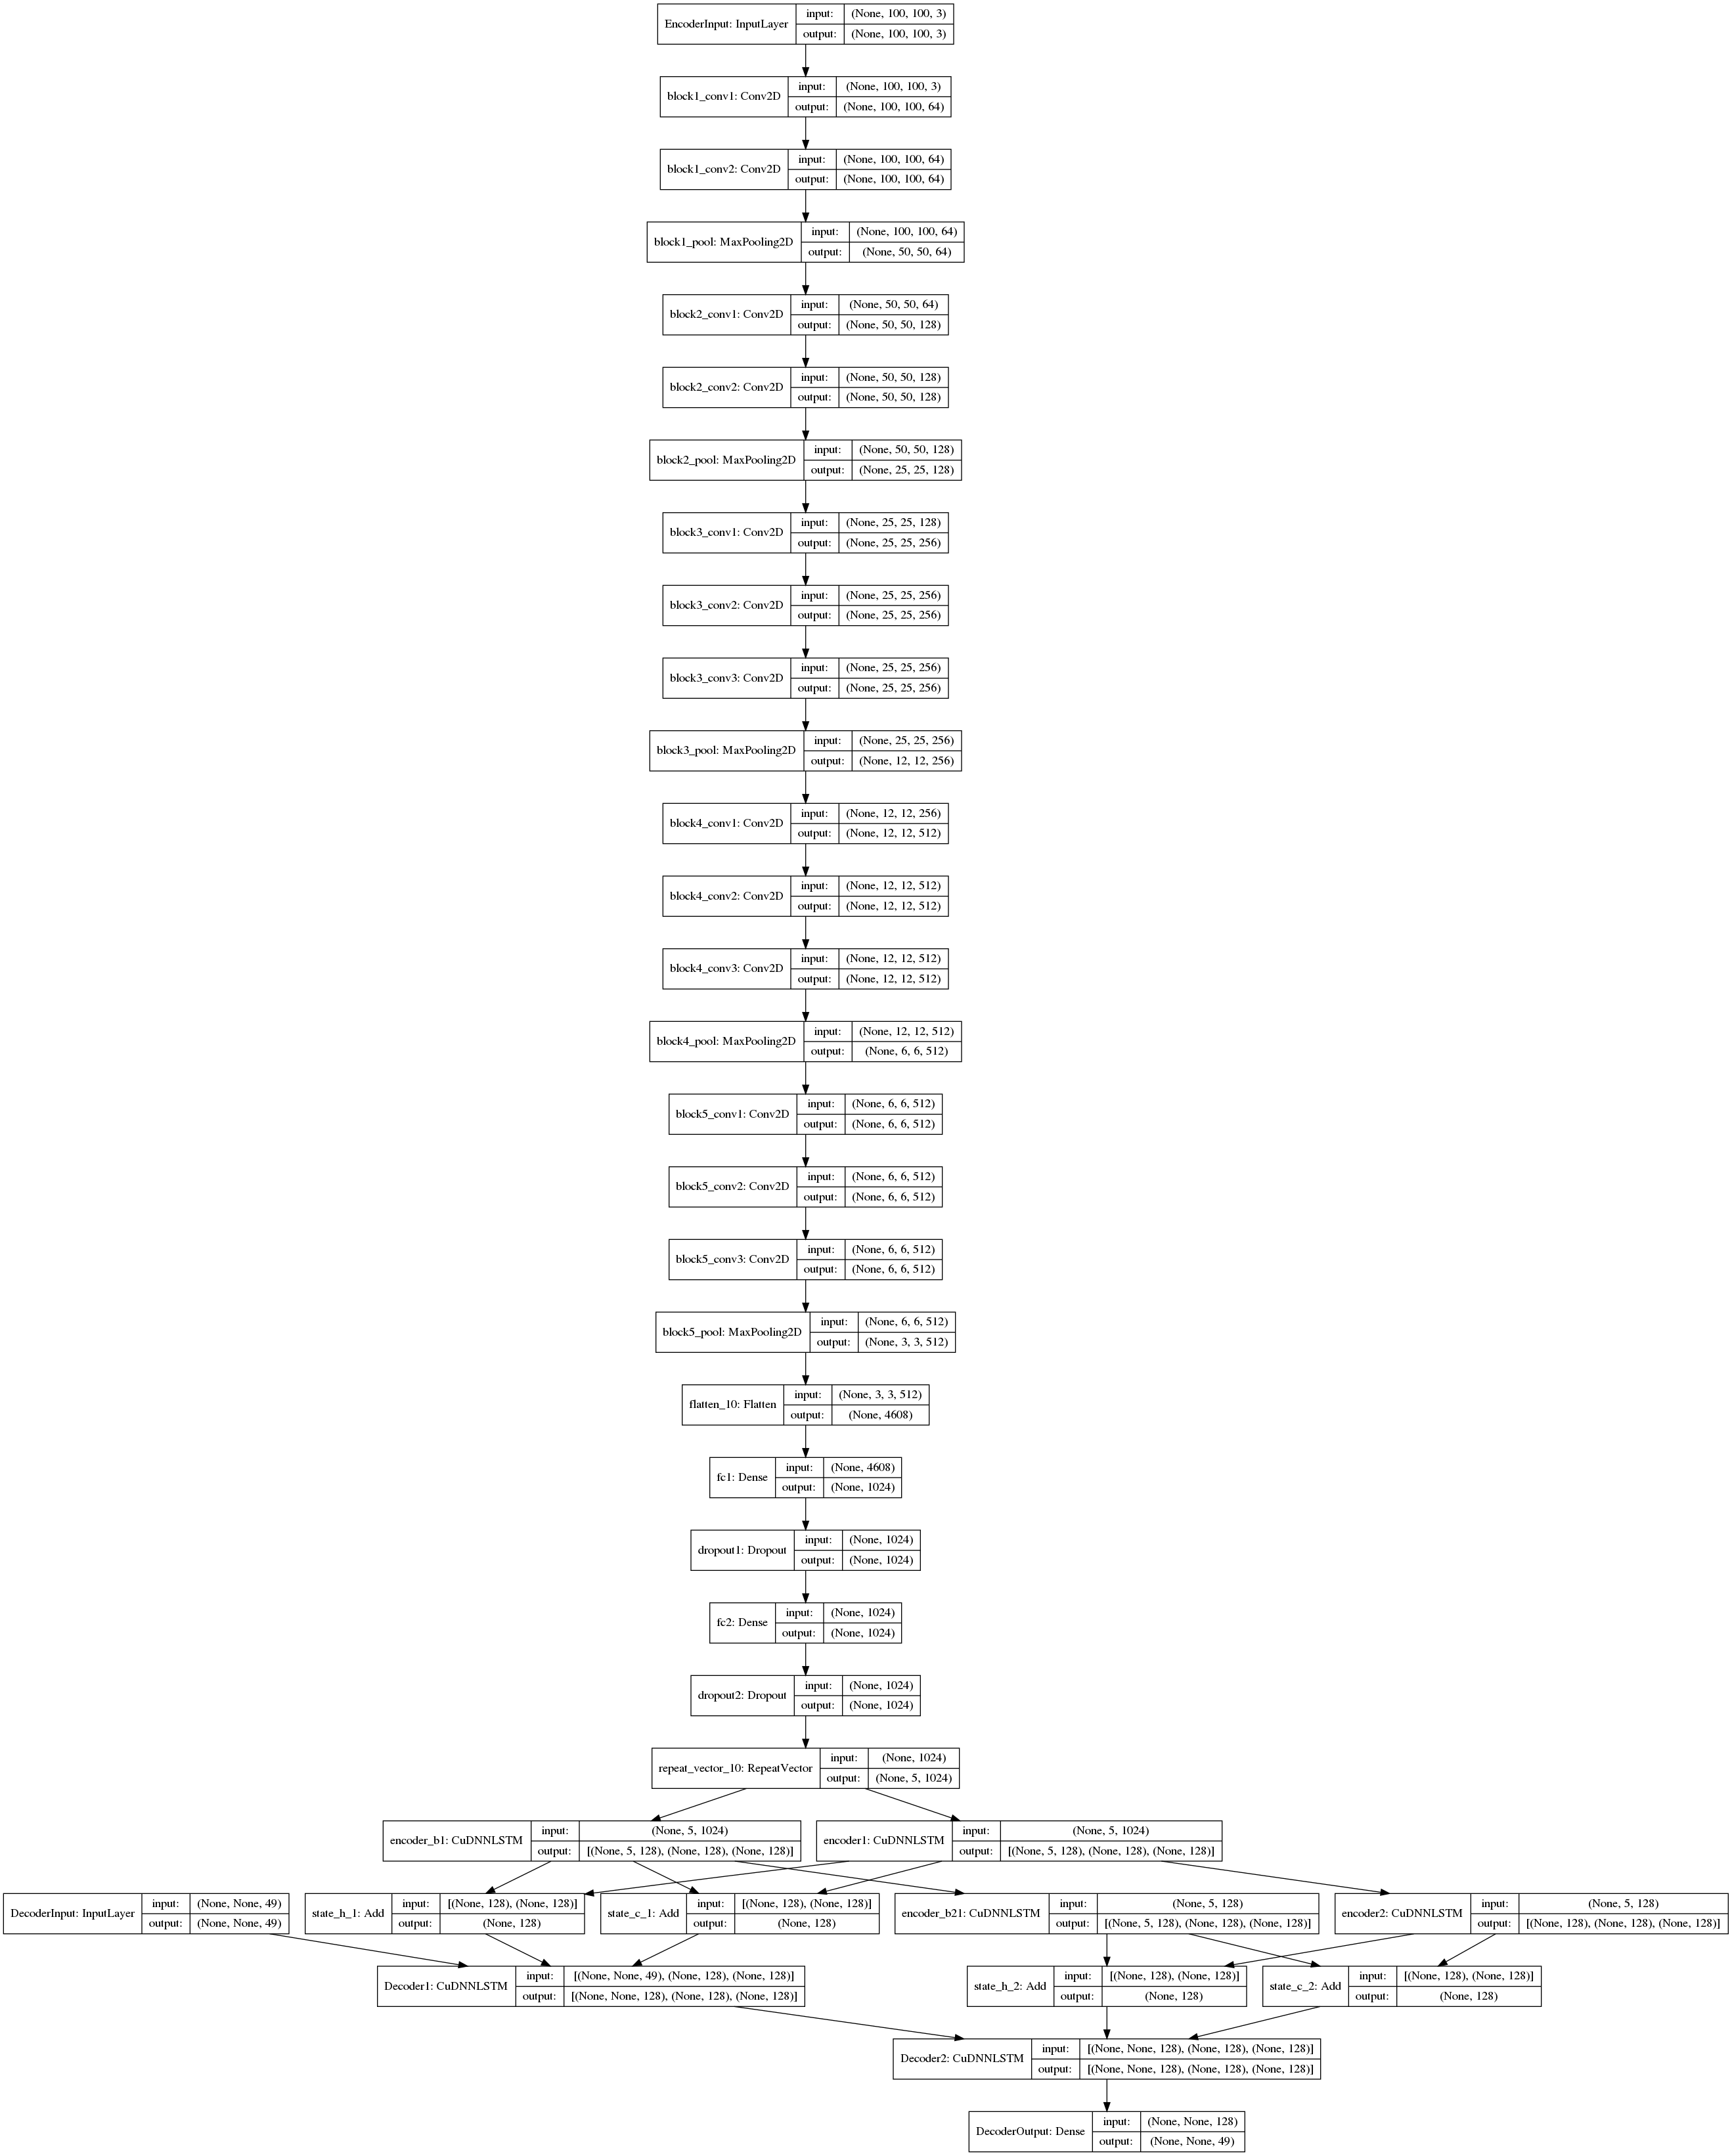 EncoderInput: InputLayer
input: (None, 100, 100, 3)
output: (None, 100, 100, 3)
block1_conv1: Conv2D
input: (None, 100, 100, 3)
output: (None, 100, 100, 64)
block1_conv2: Conv2D
input: (None, 100, 100, 64)
output: (None, 100, 100, 64)
block1_pool: MaxPooling2D
input: (None, 100, 100, 64)
output: (None, 50, 50, 64)
block2_conv1: Conv2D
input: (None, 50, 50, 64)
output: (None, 50, 50, 128)
block2_conv2: Conv2D
input: (None, 50, 50, 128)
output: (None, 50, 50, 128)
block2_pool: MaxPooling2D
input: (None, 50, 50, 128)
output: (None, 25, 25, 128)
block3_conv1: Conv2D
input: (None, 25, 25, 128)
output: (None, 25, 25, 256)
block3_conv2: Conv2D
input: (None, 25, 25, 256)
output: (None, 25, 25, 256)
block3_conv3: Conv2D
input: (None, 25, 25, 256)
output: (None, 25, 25, 256)
block3_pool: MaxPooling2D
input: (None, 25, 25, 256)
output: (None, 12, 12, 256)
block4_conv1: Conv2D
input: (None, 12, 12, 256)
output: (None, 12, 12, 512)
block4_conv2: Conv2D
input: (None, 12, 12, 512)
output: (None, 12, 12, 512)
block4_conv3: Conv2D
input: (None, 12, 12, 512)
output: (None, 12, 12, 512)
block4_pool: MaxPooling2D
input: (None, 12, 12, 512)
output: (None, 6, 6, 512)
block5_conv1: Conv2D
input: (None, 6, 6, 512)
output: (None, 6, 6, 512)
block5_conv2: Conv2D
input: (None, 6, 6, 512)
output: (None, 6, 6, 512)
block5_conv3: Conv2D
input: (None, 6, 6, 512)
output: (None, 6, 6, 512)
block5_pool: MaxPooling2D
input: (None, 6, 6, 512)
output: (None, 3, 3, 512)
flatten_10: Flatten
input: (None, 3, 3, 512)
output: (None, 4608)
fc1: Dense
input: (None, 4608)
output: (None, 1024)
dropout1: Dropout
input: (None, 1024)
output: (None, 1024)
fc2: Dense
input: (None, 1024)
output: (None, 1024)
dropout2: Dropout
input: (None, 1024)
output: (None, 1024)
repeat_vector_10: RepeatVector
input: (None, 1024)
output: (None, 5, 1024)
encoder_b1: CuDNNLSTM
input: (None, 5, 1024)
output: [(None, 5, 128), (None, 128), (None, 128)]
encoder1: CuDNNLSTM
input: (None, 5, 1024)
output: [(None, 5, 128), (None, 128), (None, 128)]
DecoderInput: InputLayer
input: (None, None, 49)
output: (None, None, 49)
state_h_1: Add
input: [(None, 128), (None, 128)]
output: (None, 128)
state_c_1: Add
input: [(None, 128), (None, 128)]
output: (None, 128)
encoder_b21: CuDNNLSTM
input: (None, 5, 128)
output: [(None, 5, 128), (None, 128), (None, 128)]
encoder2: CuDNNLSTM
input: (None, 5, 128)
output: [(None, 128), (None, 128), (None, 128)]
Decoder1: CuDNNLSTM
input: [(None, None, 49), (None, 128), (None, 128)]
output: [(None, None, 128), (None, 128), (None, 128)]
state_h_2: Add
input: [(None, 128), (None, 128)]
output: (None, 128)
state_c_2: Add
input: [(None, 128), (None, 128)]
output: (None, 128)
Decoder2: CuDNNLSTM
input: [(None, None, 128), (None, 128), (None, 128)]
output: [(None, None, 128), (None, 128), (None, 128)]
DecoderOutput: Dense
input: (None, None, 128)
output: (None, None, 49)